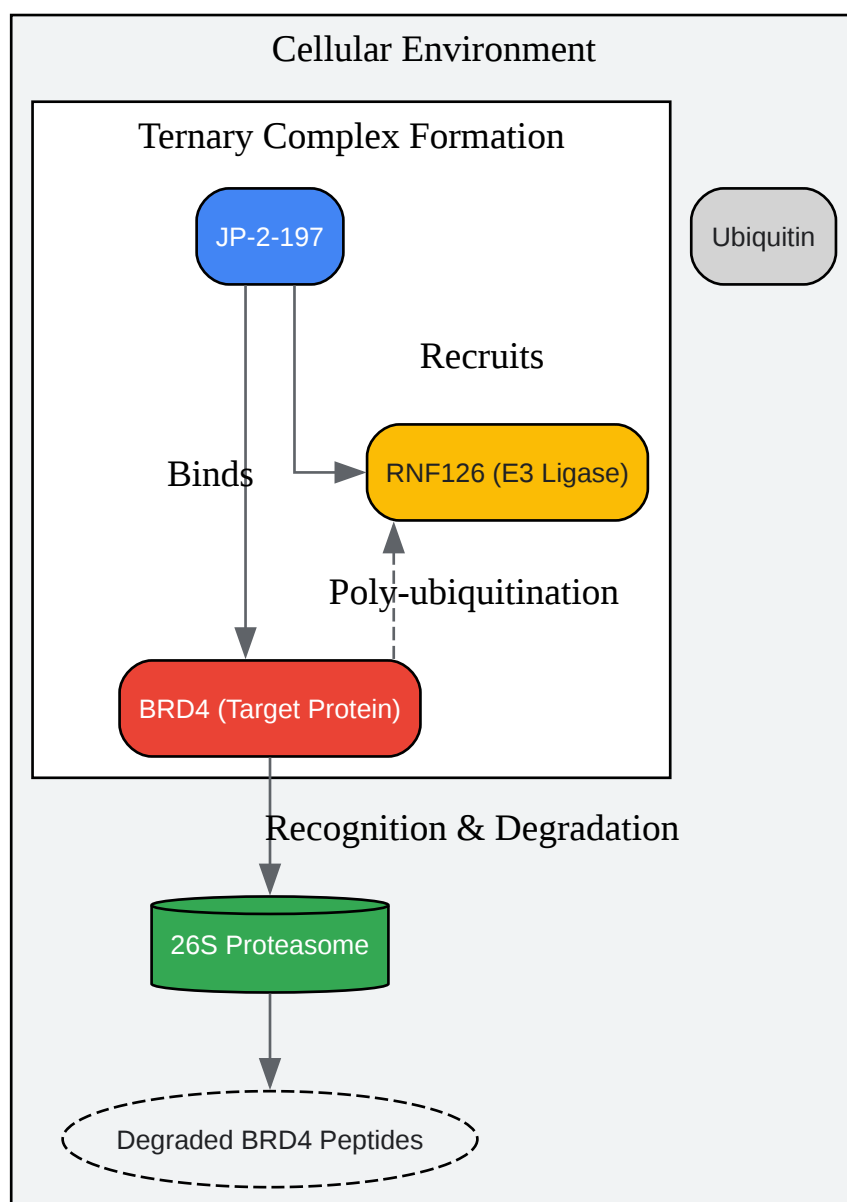 Cellular Environment
Ternary Complex Formation
JP-2-197
Ubiquitin
Recruits
Binds
RNF126 (E3 Ligase)
Poly-ubiquitination
BRD4 (Target Protein)
Recognition & Degradation
26S Proteasome
Degraded BRD4 Peptides